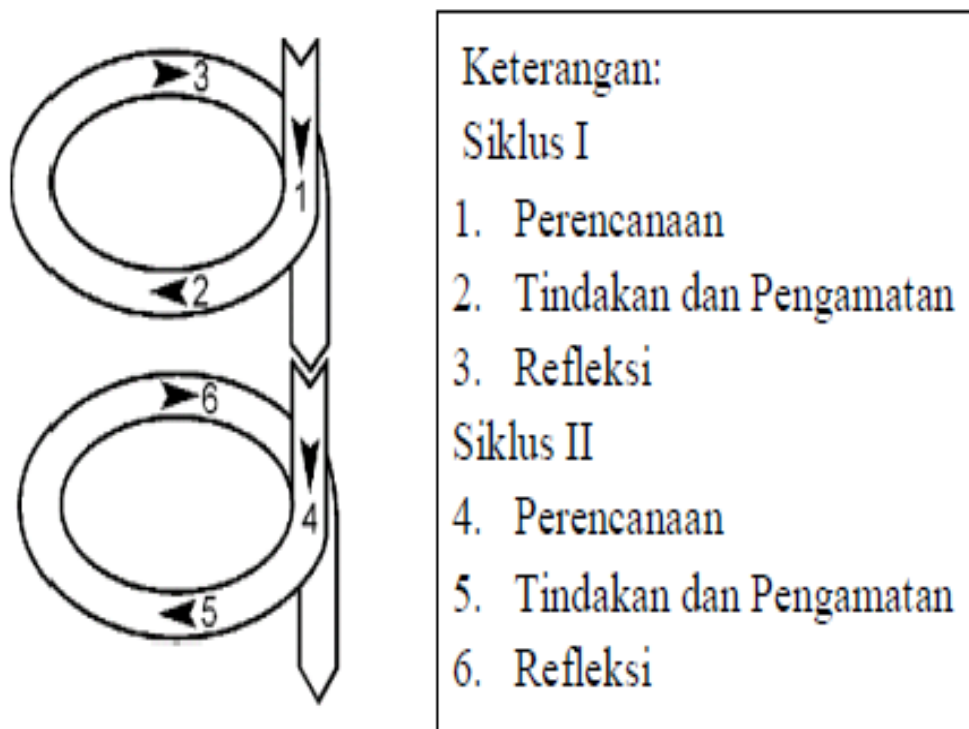 3
1
2
6
4
5
Keterangan:
Siklus I
1. Perencanaan
2. Tindakan dan Pengamatan
3. Refleksi
Siklus II
4. Perencanaan
5. Tindakan dan Pengamatan
6. Refleksi